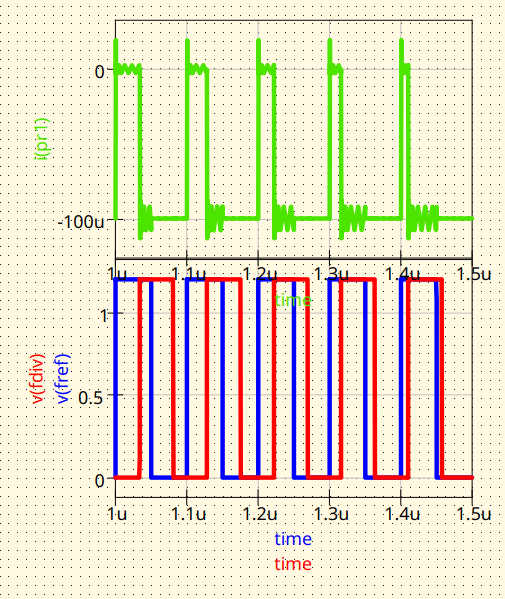 0
i(pr1)
-100u
1u 1.1u 1.2u 1.3u 1.4u 1.5u
time
1
v(fdiv)
v(fref)
0.5
0
1u 1.1u 1.2u 1.3u 1.4u 1.5u
time
time